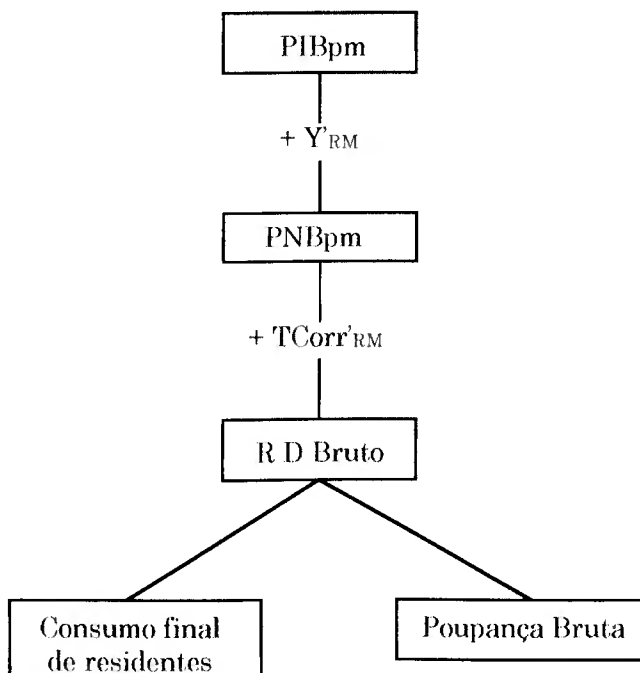 PIBpm
+ Y'RM
PNBpm
+ TCorr'RM
R D Bruto
Consumo final
de residentes
Poupança Bruta